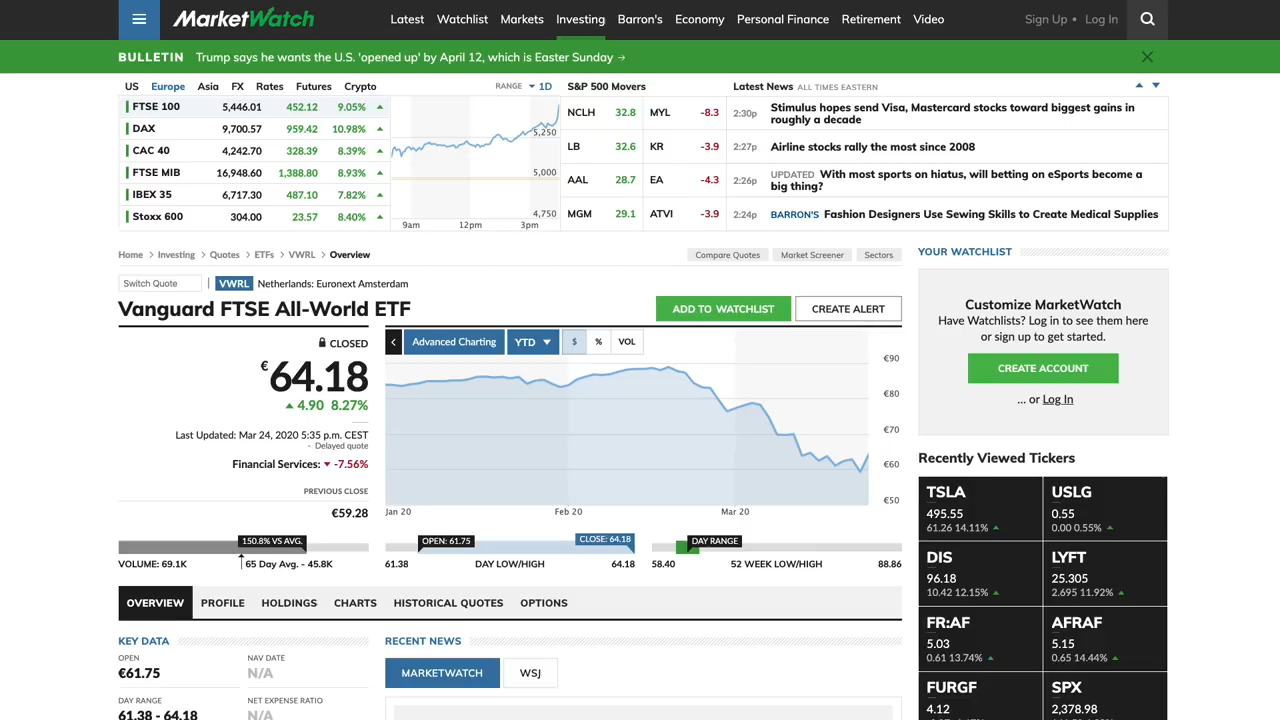 MarketWatch
Latest Watchlist Markets Investing Barron's Economy Personal Finance Retirement Video
Sign Up • Log In
BULLETIN Trump says he wants the U.S. 'opened up' by April 12, which is Easter Sunday →
US Europe Asia FX Rates Futures Crypto
RANGE 1D
FTSE 100 5,446.01 452.12 9.05%
DAX 9,700.57 959.42 10.98%
CAC 40 4,242.70 328.39 8.39%
FTSE MIB 16,948.60 1,388.80 8.93%
IBEX 35 6,717.30 487.10 7.82%
Stoxx 600 304.00 23.57 8.40%
5,250
5,000
4,750
9am 12pm 3pm
S&P 500 Movers
NCLH 32.8 MYL -8.3
LB 32.6 KR -3.9
AAL 28.7 EA -4.3
MGM 29.1 ATVI -3.9
Latest News ALL TIMES EASTERN
2:30p Stimulus hopes send Visa, Mastercard stocks toward biggest gains in
roughly a decade
2:27p Airline stocks rally the most since 2008
2:26p UPDATED With most sports on hiatus, will betting on eSports become a
big thing?
2:24p BARRON'S Fashion Designers Use Sewing Skills to Create Medical Supplies
Home > Investing > Quotes > ETFs > VWRL > Overview
Compare Quotes Market Screener Sectors
Switch Quote | VWRL Netherlands: Euronext Amsterdam
Vanguard FTSE All-World ETF
ADD TO WATCHLIST CREATE ALERT
CLOSED
€64.18
4.90 8.27%
Last Updated: Mar 24, 2020 5:35 p.m. CEST
- Delayed quote
Financial Services: -7.56%
PREVIOUS CLOSE
€59.28
Advanced Charting YTD $ % VOL
€90
€80
€70
€60
€50
Jan 20 Feb 20 Mar 20
150.8% VS AVG.
VOLUME: 69.1K 65 Day Avg. - 45.8K
OPEN: 61.75 CLOSE: 64.18
61.38 DAY LOW/HIGH 64.18
DAY RANGE
58.40 52 WEEK LOW/HIGH 88.86
OVERVIEW PROFILE HOLDINGS CHARTS HISTORICAL QUOTES OPTIONS
KEY DATA
OPEN NAV DATE
€61.75 N/A
DAY RANGE NET EXPENSE RATIO
61.38 - 64.18 N/A
RECENT NEWS
MARKETWATCH WSJ
YOUR WATCHLIST
Customize MarketWatch
Have Watchlists? Log in to see them here
or sign up to get started.
CREATE ACCOUNT
... or Log In
Recently Viewed Tickers
TSLA USLG
495.55 0.55
61.26 14.11% 0.00 0.55%
DIS LYFT
96.18 25.305
10.42 12.15% 2.695 11.92%
FR:AF AFRAF
5.03 5.15
0.61 13.74% 0.65 14.44%
FURGF SPX
4.12 2,378.98